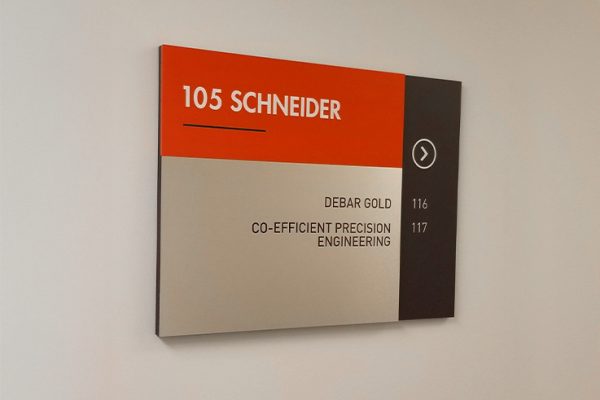 105 SCHNEIDER
DEBAR GOLD 116
CO-EFFICIENT PRECISION 117
ENGINEERING